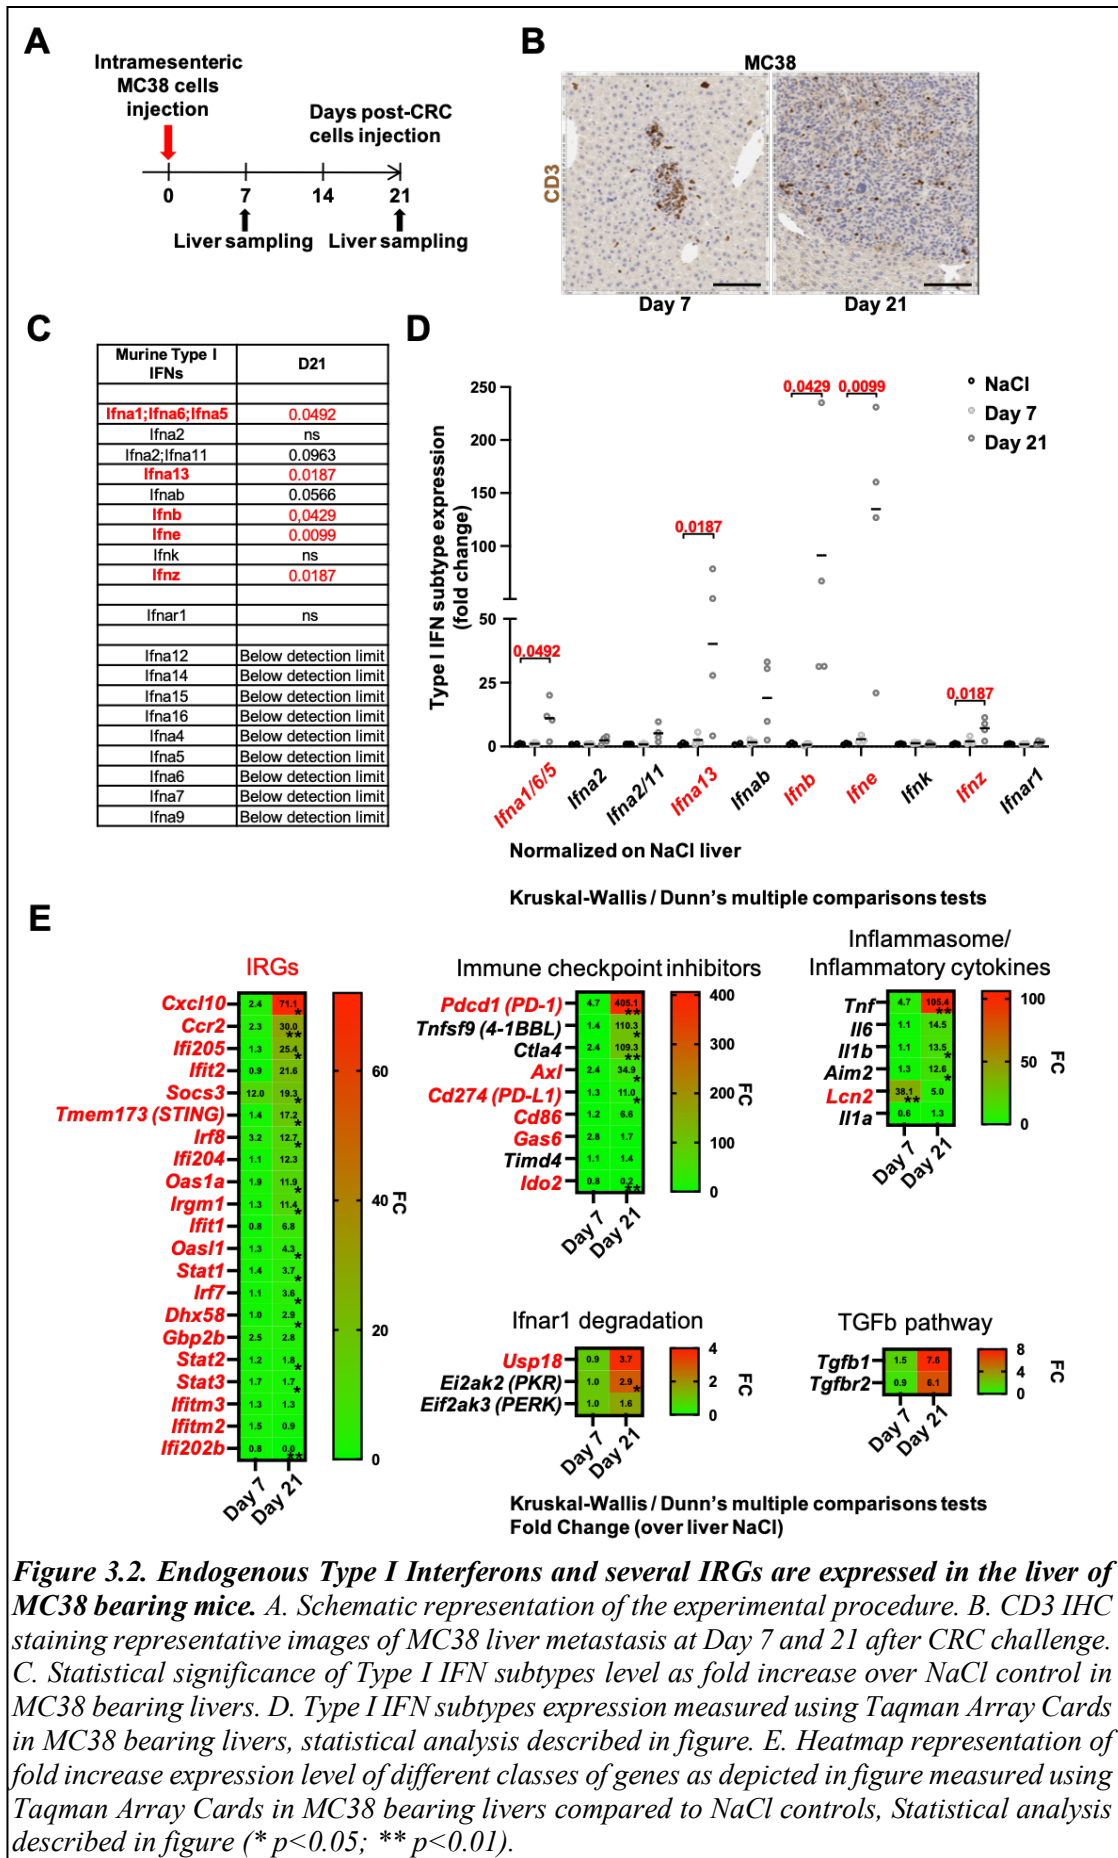 A
Intramesenteric
MC38 cells
injection
Days post-CRC
cells injection
0 7 14 21
Liver sampling Liver sampling
B
MC38
CD3
Day 7 Day 21
C
Murine Type I IFNs D21
Ifna1;Ifna6;Ifna5 0.0492
Ifna2 ns
Ifna2;Ifna11 0.0963
Ifna13 0.0187
Ifnab 0.0566
Ifnb 0,0429
Ifne 0.0099
Ifnk ns
Ifnz 0.0187
Ifnar1 ns
Ifna12 Below detection limit
Ifna14 Below detection limit
Ifna15 Below detection limit
Ifna16 Below detection limit
Ifna4 Below detection limit
Ifna5 Below detection limit
Ifna6 Below detection limit
Ifna7 Below detection limit
Ifna9 Below detection limit
D
Type I IFN subtype expression
(fold change)
250
200
150
100
50
25
0
0.0492
0.0187
0.0429
0.0099
0.0187
NaCl
Day 7
Day 21
Ifna1/6/5 Ifna2 Ifna2/11 Ifna13 Ifnab Ifnb Ifne Ifnk Ifnz Ifnar1
Normalized on NaCl liver
Kruskal-Wallis / Dunn's multiple comparisons tests
E
IRGs
Cxcl10 2.4 71.1 *
Ccr2 2.3 30.0 **
Ifi205 1.3 25.4 *
Ifit2 0.9 21.6
Socs3 12.0 19.3 *
Tmem173 (STING) 1.4 17.2 *
Irf8 3.2 12.7 *
Ifi204 1.1 12.3
Oas1a 1.9 11.9 *
Irgm1 1.3 11.4 *
Ifit1 0.8 6.8
Oasl1 1.3 4.3 *
Stat1 1.4 3.7 *
Irf7 1.1 3.6 *
Dhx58 1.0 2.9 *
Gbp2b 2.5 2.8
Stat2 1.2 1.8 *
Stat3 1.7 1.7 *
Ifitm3 1.3 1.3
Ifitm2 1.5 0.9
Ifi202b 0.8 0.0 **
Day 7 Day 21
60
40
20
0
FC
Immune checkpoint inhibitors
Pdcd1 (PD-1) 4.7 405.1 **
Tnfsf9 (4-1BBL) 1.4 110.3 *
Ctla4 2.4 109.3 **
Axl 2.4 34.9 *
Cd274 (PD-L1) 1.3 11.0 *
Cd86 1.2 6.6
Gas6 2.8 1.7
Timd4 1.1 1.4
Ido2 0.8 0.2 **
Day 7 Day 21
400
300
200
100
0
FC
Inflammasome/
Inflammatory cytokines
Tnf 4.7 105.4 **
Il6 1.1 14.5
Il1b 1.1 13.5 *
Aim2 1.3 12.6 *
Lcn2 38.1 ** 5.0
Il1a 0.6 1.3
Day 7 Day 21
100
50
0
FC
Ifnar1 degradation
Usp18 0.9 3.7
Ei2ak2 (PKR) 1.0 2.9 *
Eif2ak3 (PERK) 1.0 1.6
Day 7 Day 21
4
2
0
FC
TGFb pathway
Tgfb1 1.5 7.6
Tgfbr2 0.9 6.1
Day 7 Day 21
8
4
0
FC
Kruskal-Wallis / Dunn's multiple comparisons tests
Fold Change (over liver NaCl)
Figure 3.2. Endogenous Type I Interferons and several IRGs are expressed in the liver of
MC38 bearing mice. A. Schematic representation of the experimental procedure. B. CD3 IHC
staining representative images of MC38 liver metastasis at Day 7 and 21 after CRC challenge.
C. Statistical significance of Type I IFN subtypes level as fold increase over NaCl control in
MC38 bearing livers. D. Type I IFN subtypes expression measured using Taqman Array Cards
in MC38 bearing livers, statistical analysis described in figure. E. Heatmap representation of
fold increase expression level of different classes of genes as depicted in figure measured using
Taqman Array Cards in MC38 bearing livers compared to NaCl controls, Statistical analysis
described in figure (* p<0.05; ** p<0.01).